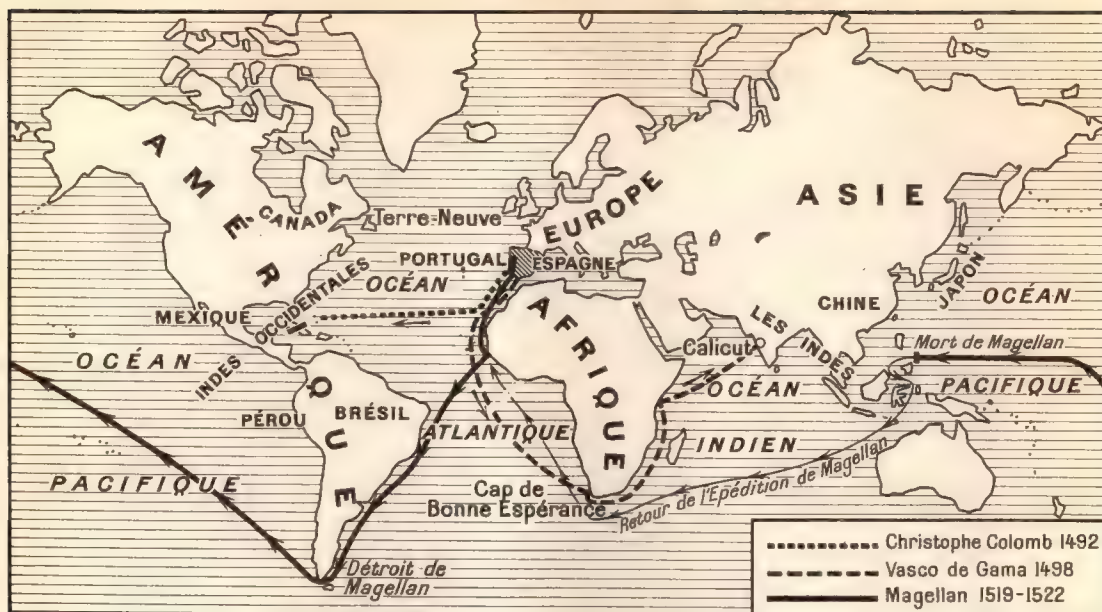 AMÉRIQUE
CANADA
Terre-Neuve
EUROPE
ASIE
PORTUGAL
ESPAGNE
OCÉAN
ATLANTIQUE
MEXIQUE
INDES OCCIDENTALES
AFRIQUE
Calicut
LES INDES
CHINE
JAPON
OCÉAN
PACIFIQUE
Mort de Magellan
OCÉAN
PACIFIQUE
PÉROU
BRÉSIL
OCÉAN
INDIEN
Cap de
Bonne Espérance
Retour de l'Epédition de Magellan
Détroit de
Magellan
Christophe Colomb 1492
Vasco de Gama 1498
Magellan 1519-1522